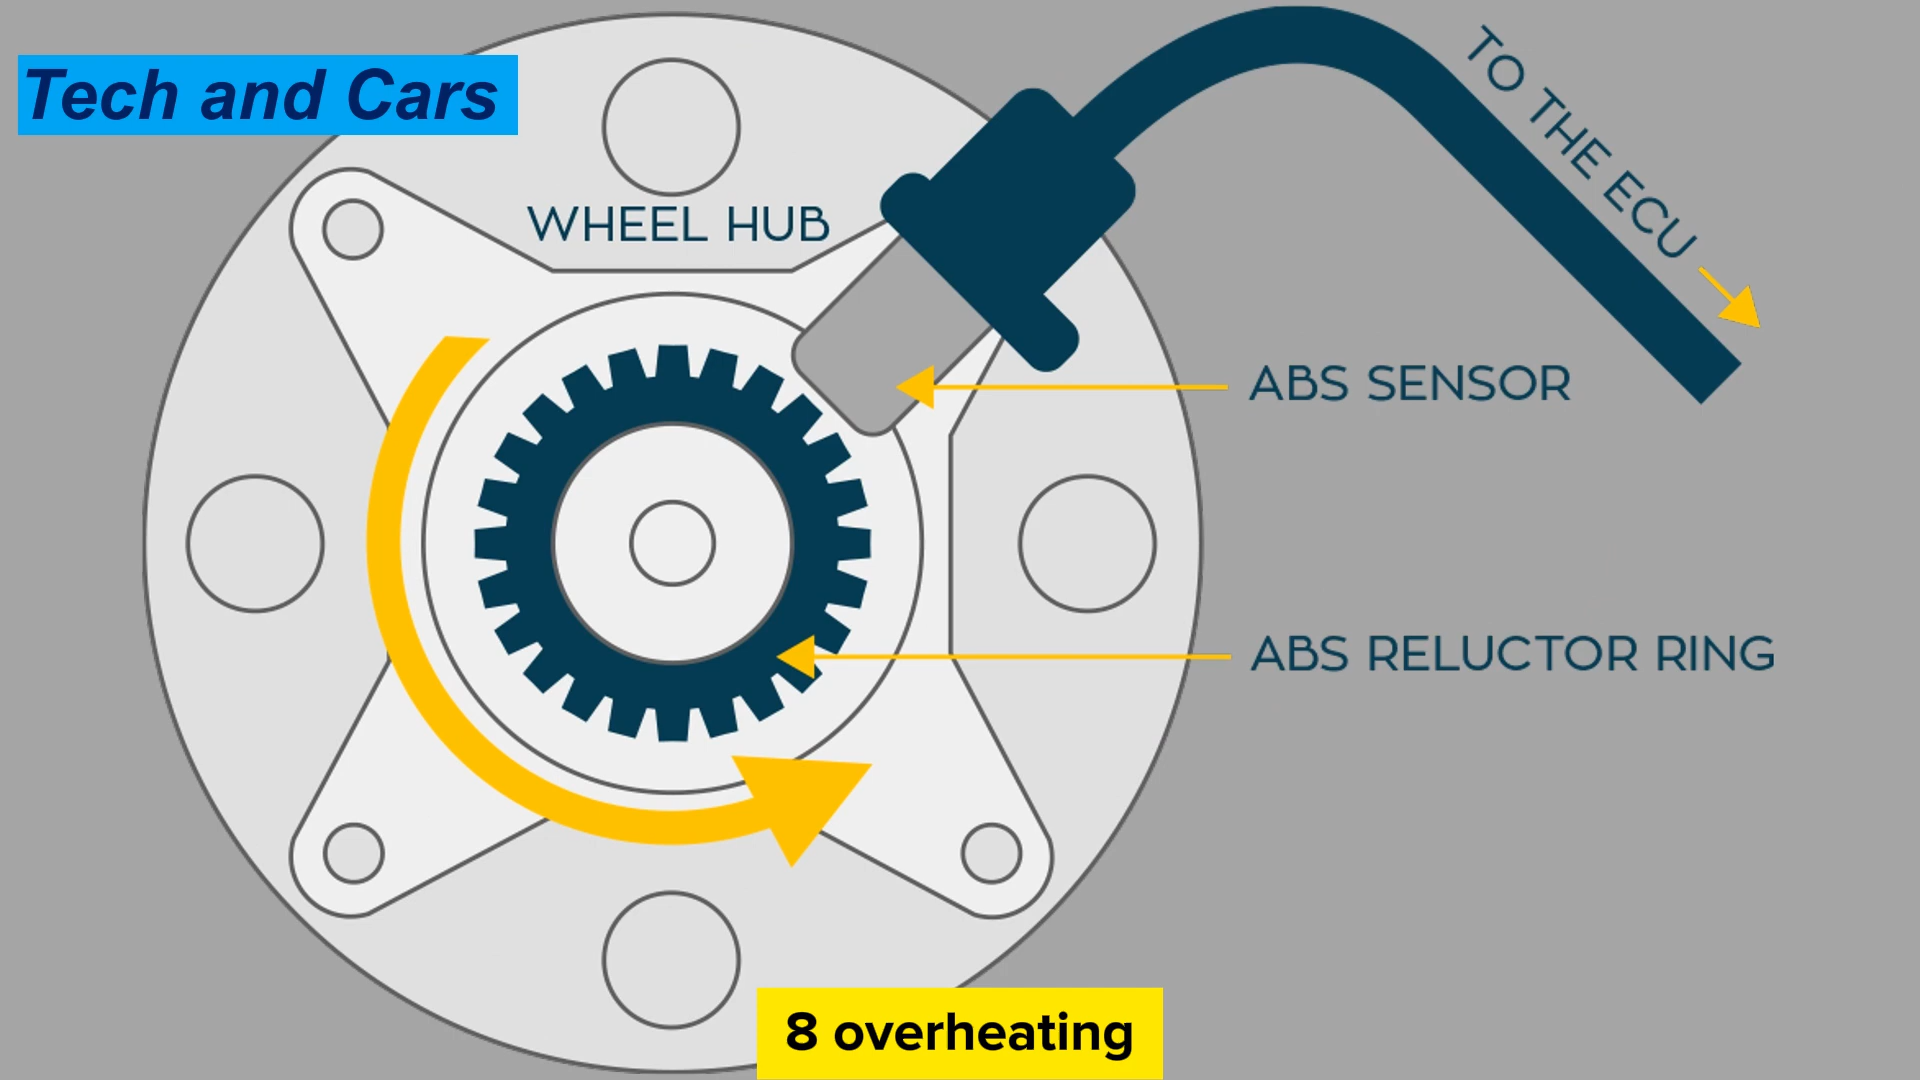 Tech and Cars
TO THE ECU
WHEEL HUB
ABS SENSOR
ABS RELUCTOR RING
8 overheating